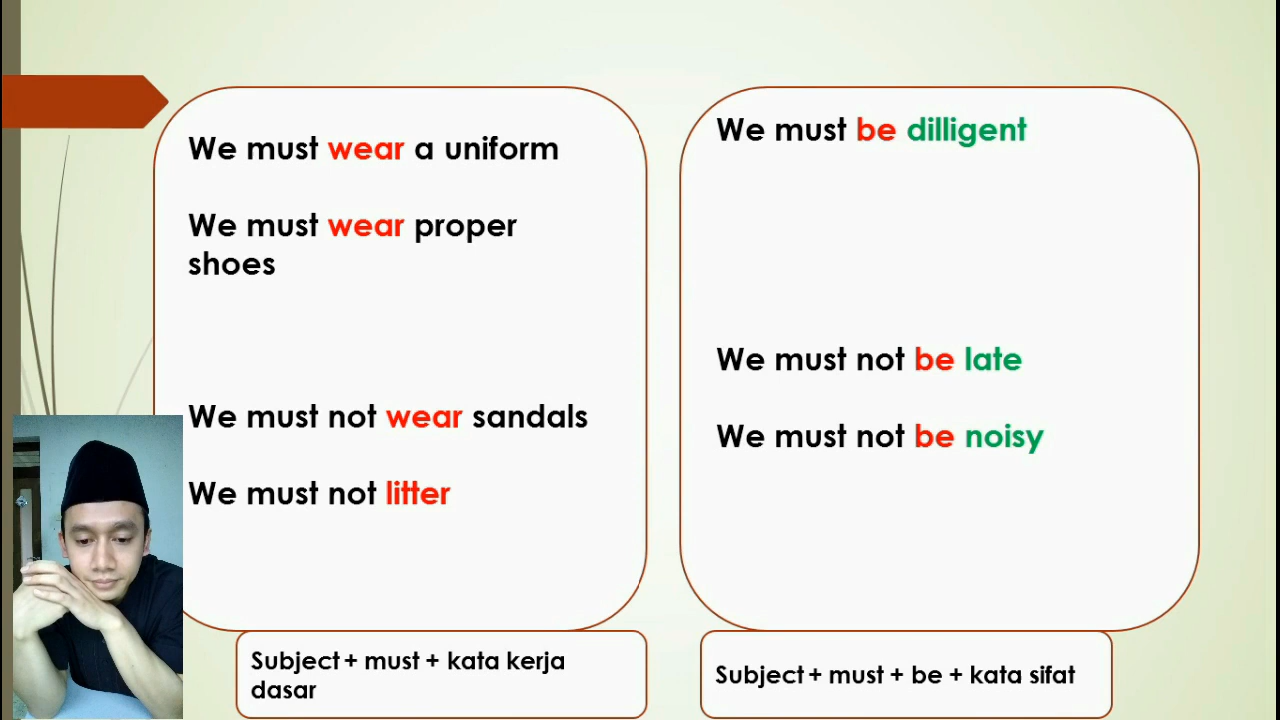 We must wear a uniform
We must wear proper
shoes
We must not wear sandals
We must not litter
Subject + must + kata kerja
dasar
We must be dilligent
We must not be late
We must not be noisy
Subject + must + be + kata sifat